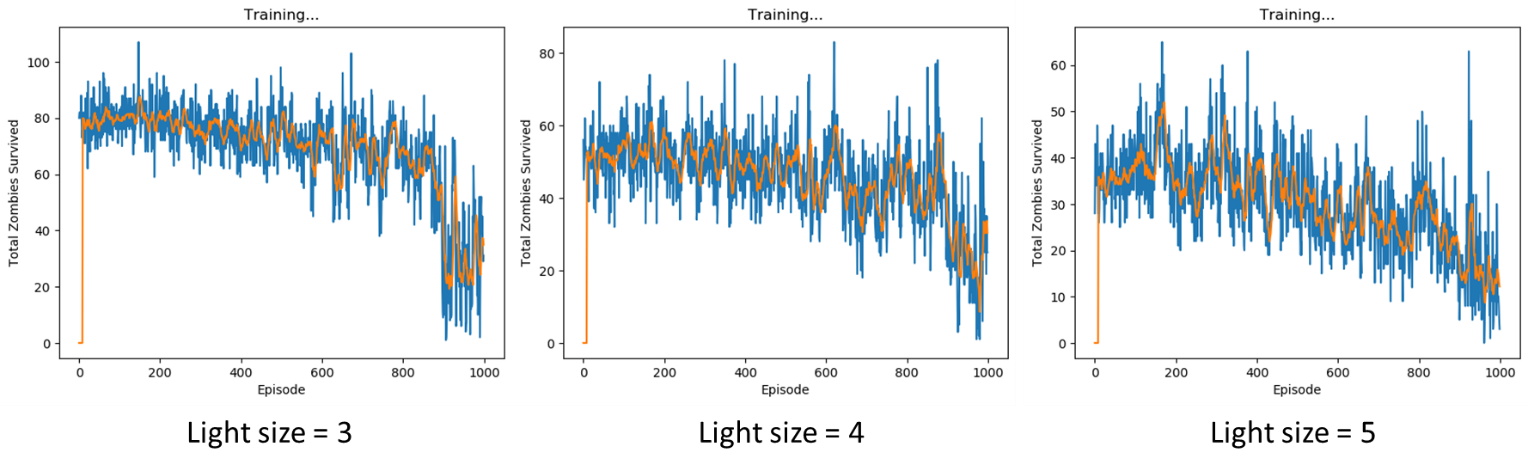 Training...
Total Zombies Survived
100
80
60
40
20
0
0 200 400 600 800 1000
Episode
Light size = 3
Training...
Total Zombies Survived
80
60
40
20
0
0 200 400 600 800 1000
Episode
Light size = 4
Training...
Total Zombies Survived
60
50
40
30
20
10
0
0 200 400 600 800 1000
Episode
Light size = 5